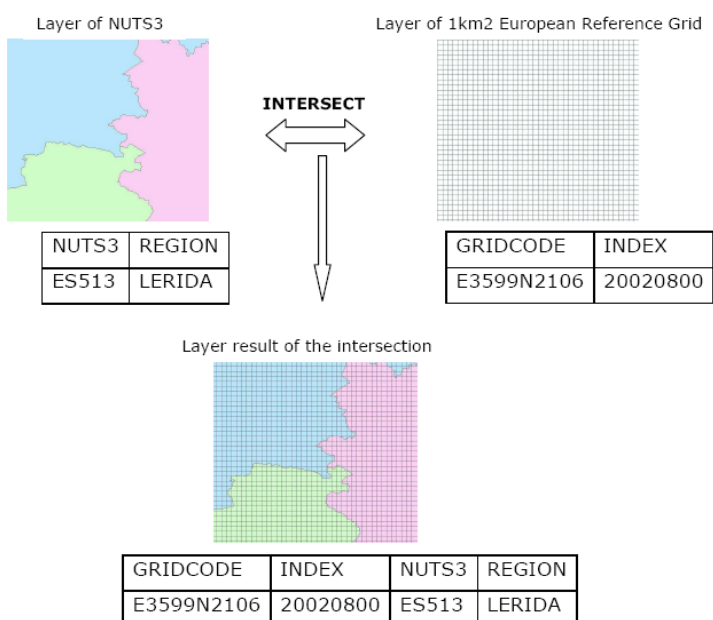 Layer of NUTS3
Layer of 1km2 European Reference Grid
INTERSECT
NUTS3 REGION
ES513 LERIDA
GRIDCODE INDEX
E3599N2106 20020800
Layer result of the intersection
GRIDCODE INDEX NUTS3 REGION
E3599N2106 20020800 ES513 LERIDA